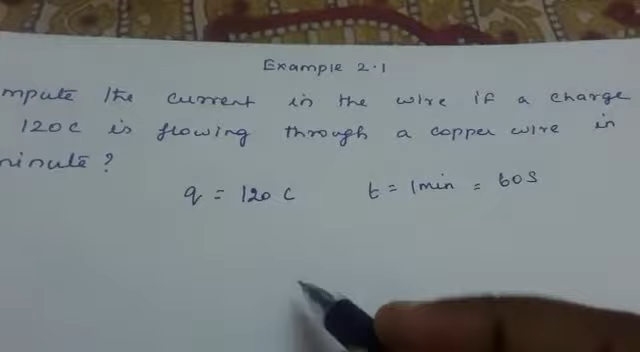 Example 2.1
mpute the current in the wire if a charge
120C is flowing through a copper wire in
minute?
q = 120 C t = 1min = 60S